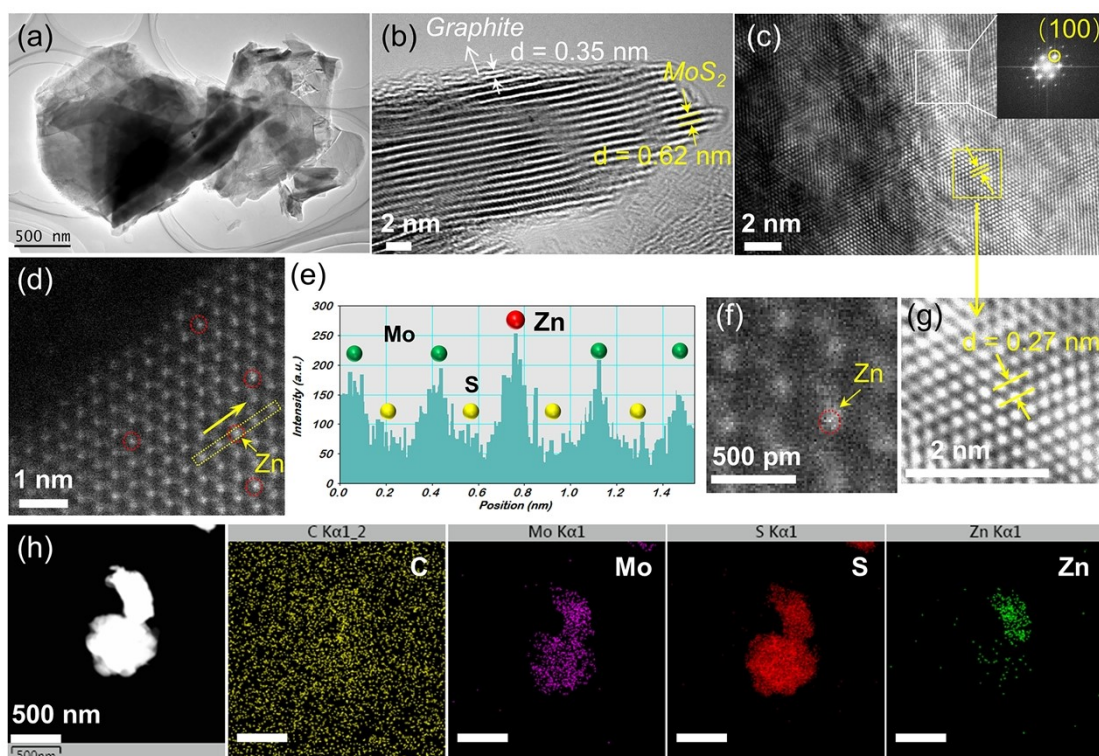 (a)
500 nm
(b)
Graphite
d = 0.35 nm
MoS2
d = 0.62 nm
2 nm
(c)
(100)
2 nm
(d)
Zn
1 nm
(e)
300
250
200
150
100
50
0
Intensity (a.u.)
Mo
S
Zn
0.0 0.2 0.4 0.6 0.8 1.0 1.2 1.4
Position (nm)
(f)
Zn
500 pm
(g)
d = 0.27 nm
2 nm
(h)
500 nm
500nm
C Kα1_2
C
Mo Kα1
Mo
S Kα1
S
Zn Kα1
Zn